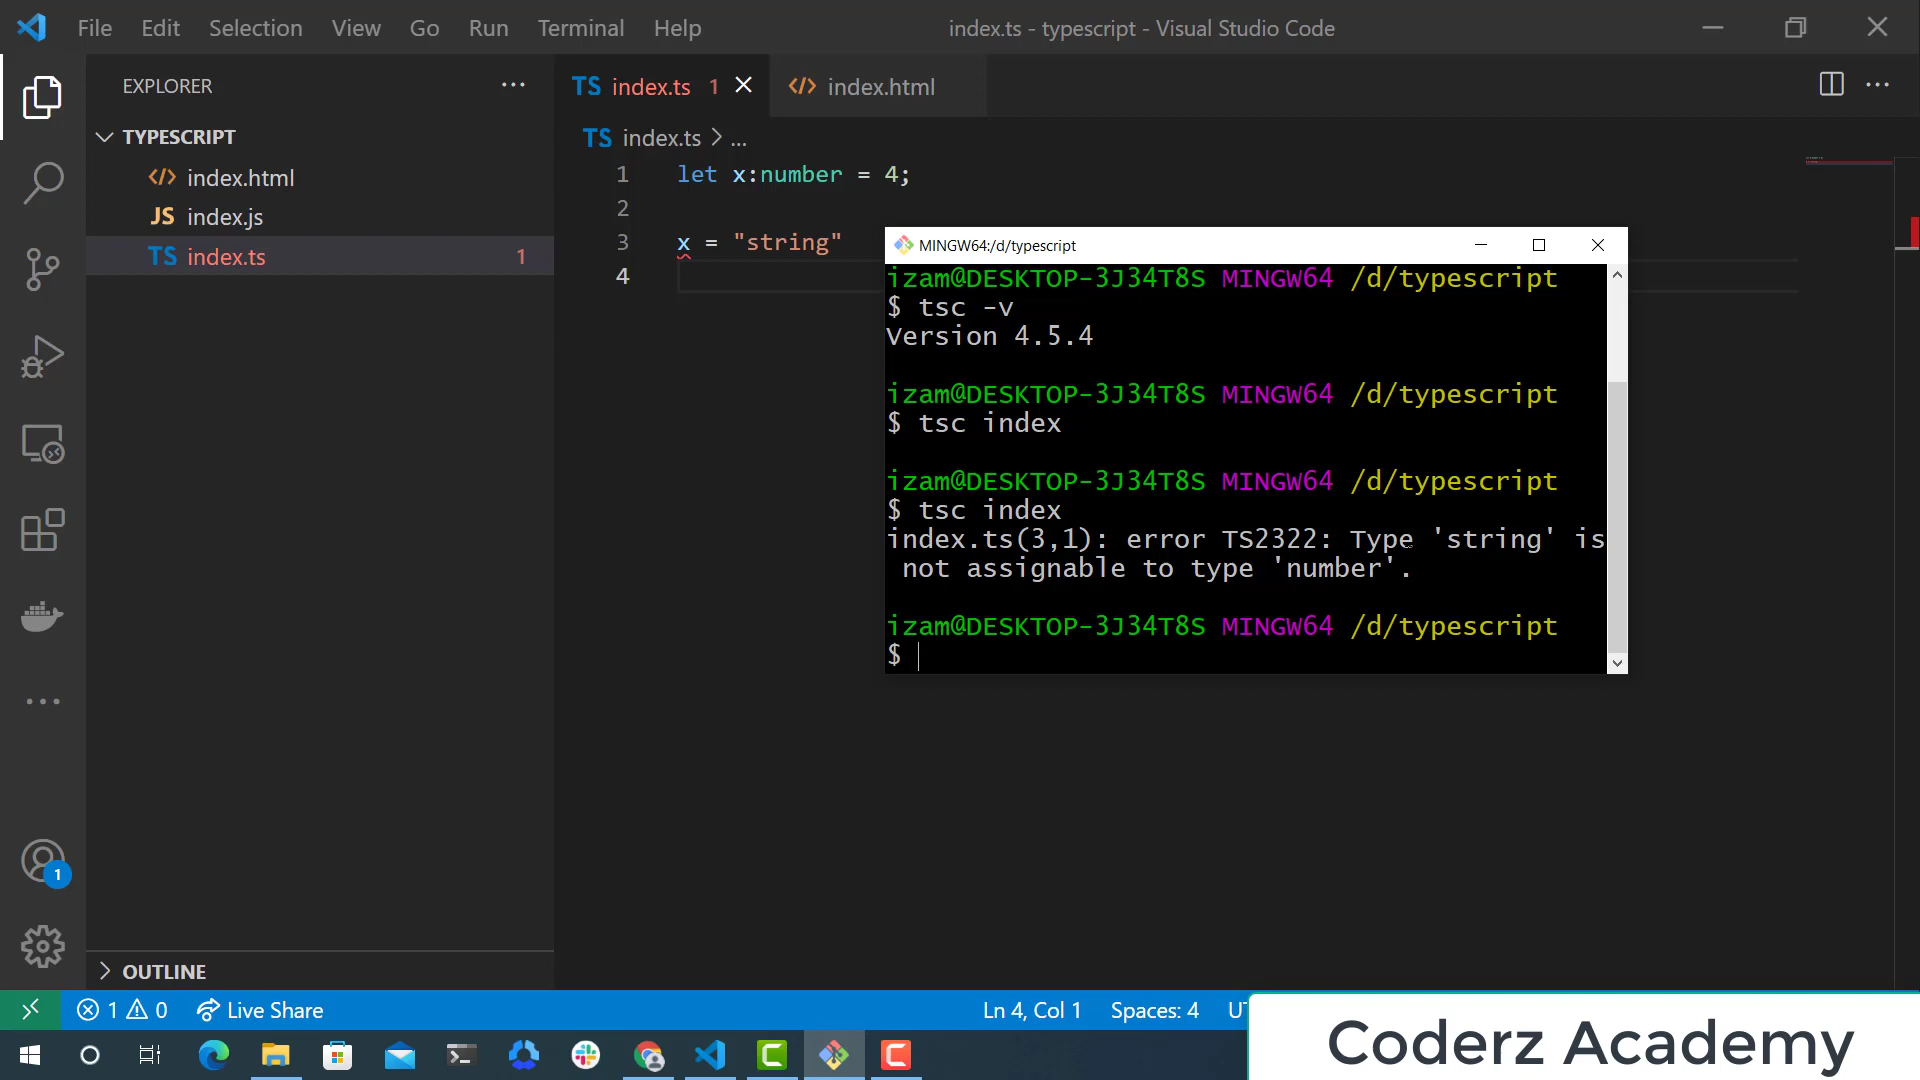 File Edit Selection View Go Run Terminal Help
index.ts - typescript - Visual Studio Code
EXPLORER
TYPESCRIPT
index.html
JS index.js
TS index.ts 1
OUTLINE
TS index.ts 1
index.html
TS index.ts > ...
1 let x:number = 4;
2
3 x = "string"
4
MINGW64:/d/typescript
izam@DESKTOP-3J34T8S MINGW64 /d/typescript
$ tsc -v
Version 4.5.4
izam@DESKTOP-3J34T8S MINGW64 /d/typescript
$ tsc index
izam@DESKTOP-3J34T8S MINGW64 /d/typescript
$ tsc index
index.ts(3,1): error TS2322: Type 'string' is
not assignable to type 'number'.
izam@DESKTOP-3J34T8S MINGW64 /d/typescript
$
1
1 0 Live Share
Ln 4, Col 1 Spaces: 4
Coderz Academy